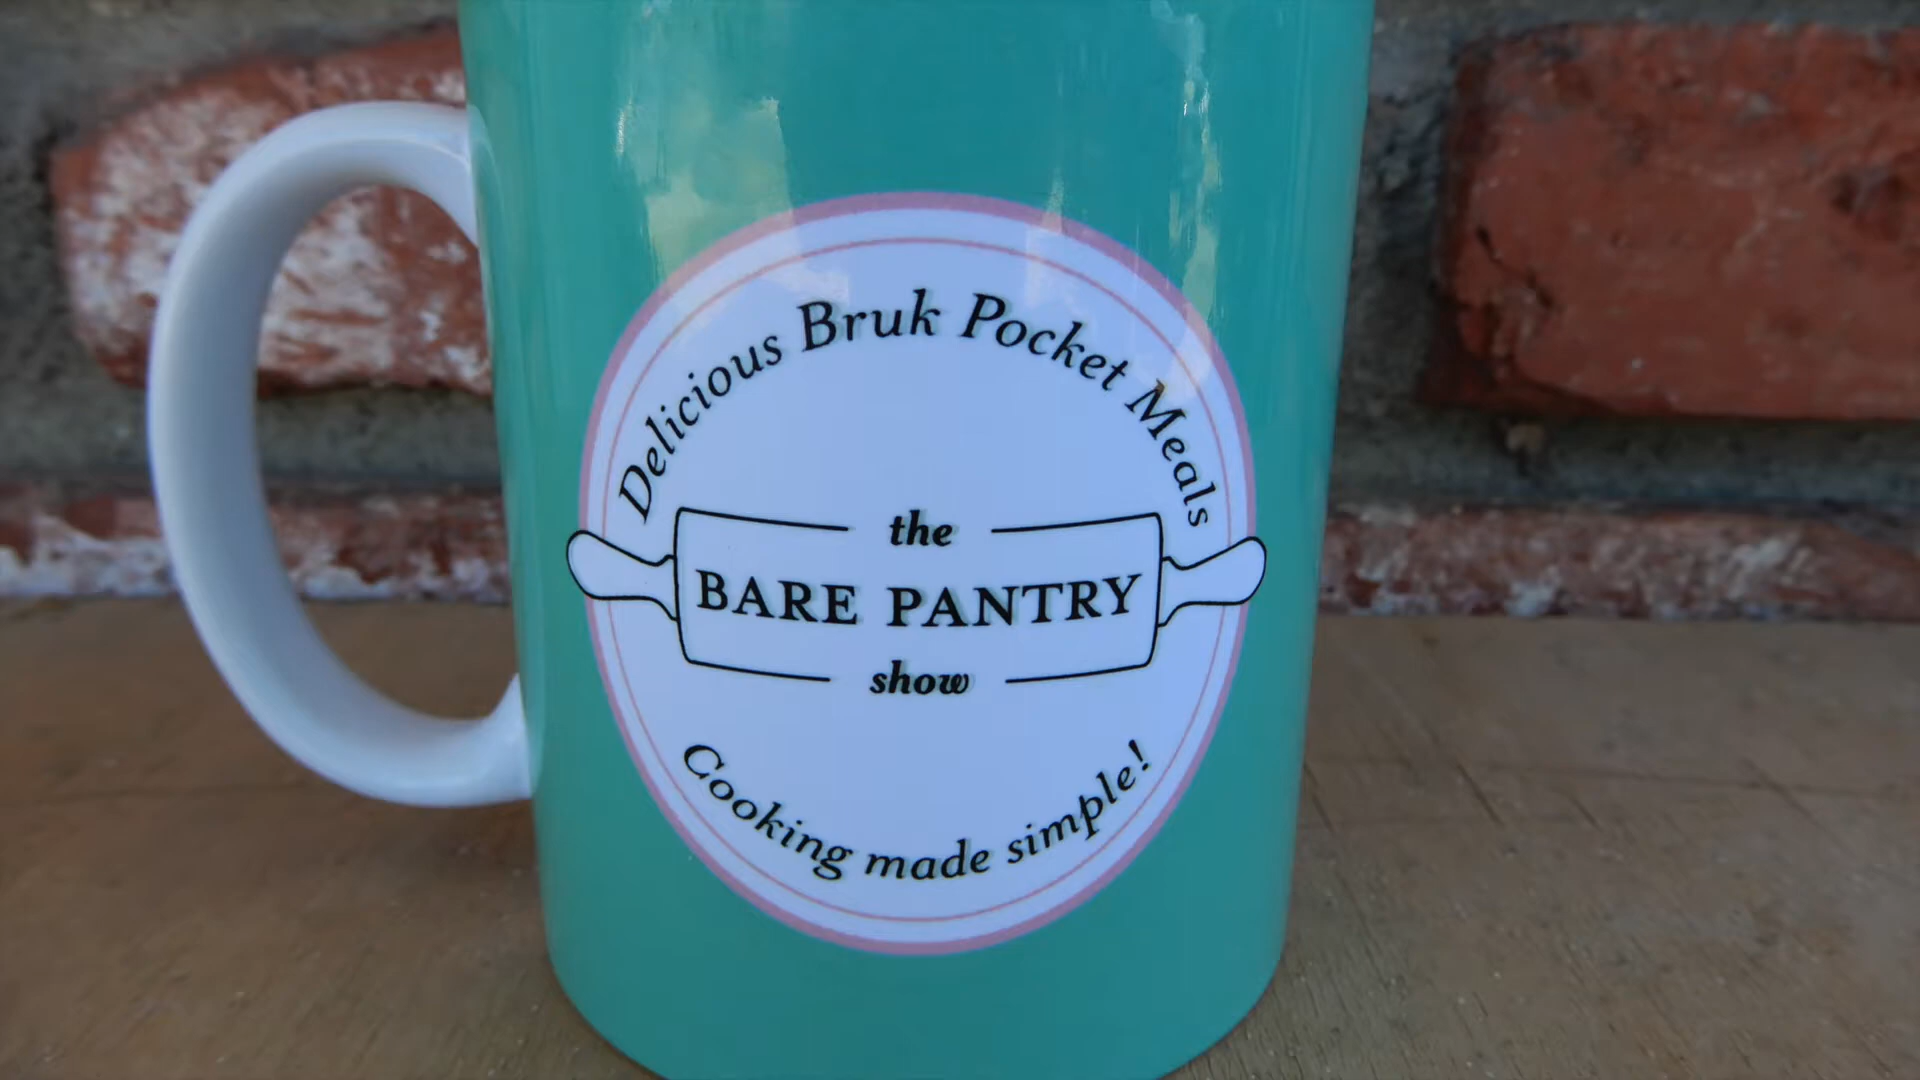 Delicious Bruk Pocket Meals
the
BARE PANTRY
show
Cooking made simple!